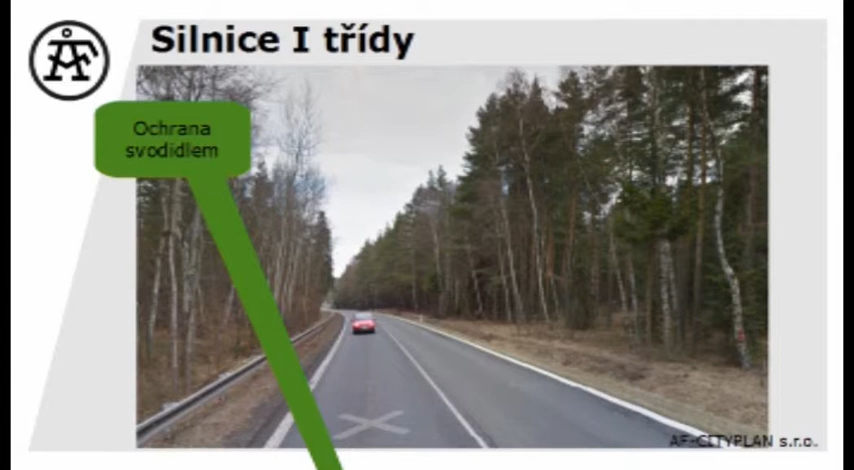 Silnice I třídy
Ochrana
svodidlem
AF-CITYPLAN s.r.o.